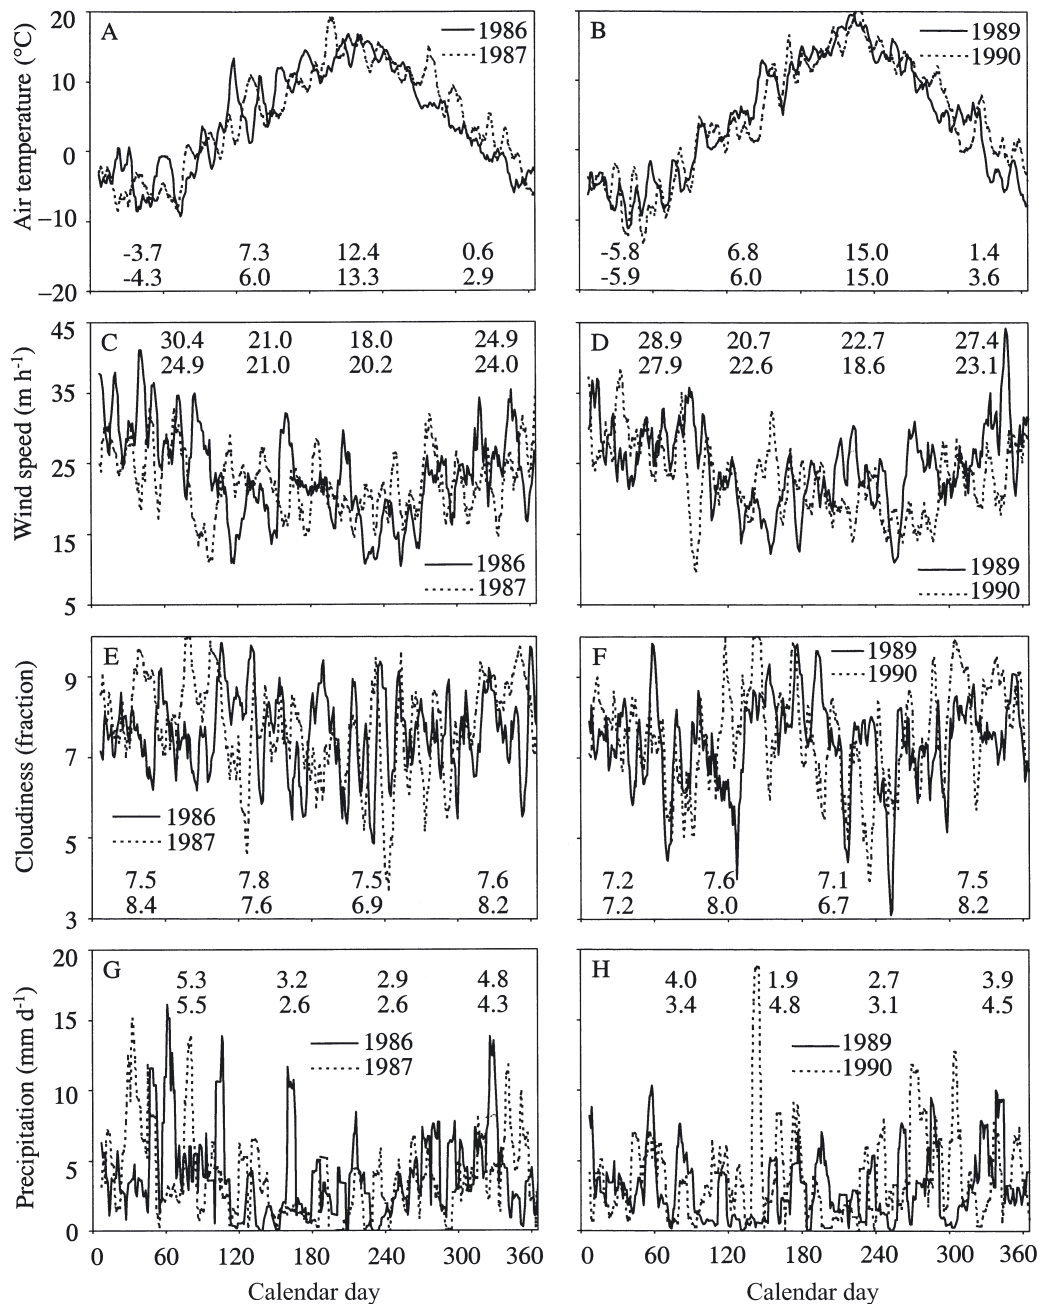 Air temperature (°C)
20
10
0
−10
−20
A
1986
1987
-3.7 7.3 12.4 0.6
-4.3 6.0 13.3 2.9
B
1989
1990
-5.8 6.8 15.0 1.4
-5.9 6.0 15.0 3.6
Wind speed (m h-1)
45
35
25
15
5
C
30.4 21.0 18.0 24.9
24.9 21.0 20.2 24.0
1986
1987
D
28.9 20.7 22.7 27.4
27.9 22.6 18.6 23.1
1989
1990
Cloudiness (fraction)
9
7
5
3
E
1986
1987
7.5 7.8 7.5 7.6
8.4 7.6 6.9 8.2
F
1989
1990
7.2 7.6 7.1 7.5
7.2 8.0 6.7 8.2
Precipitation (mm d-1)
20
15
10
5
0
G
5.3 3.2 2.9 4.8
5.5 2.6 2.6 4.3
1986
1987
H
4.0 1.9 2.7 3.9
3.4 4.8 3.1 4.5
1989
1990
0 60 120 180 240 300 360
0 60 120 180 240 300 360
Calendar day
Calendar day